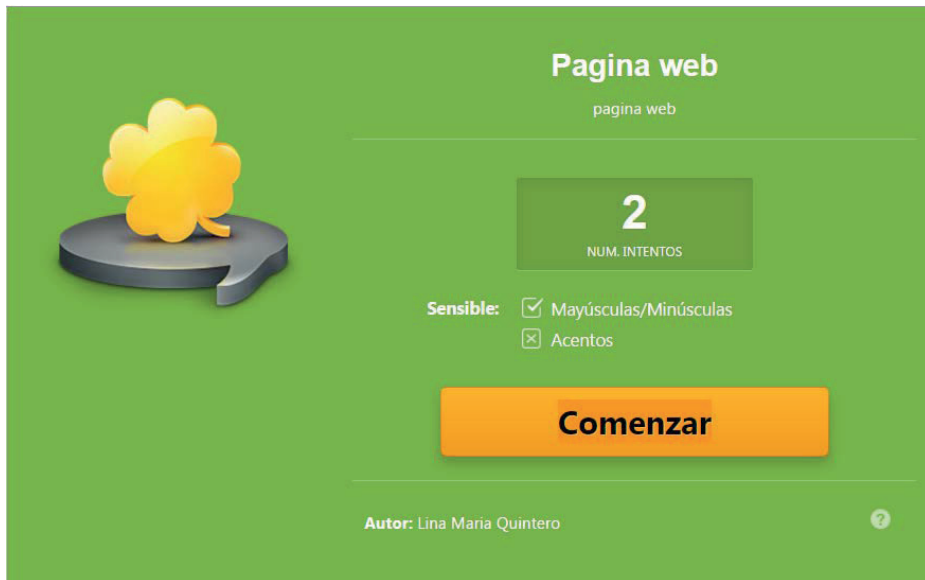 Pagina web
pagina web
2
NUM. INTENTOS
Sensible: Mayúsculas/Minúsculas
Acentos
Comenzar
Autor: Lina Maria Quintero
?